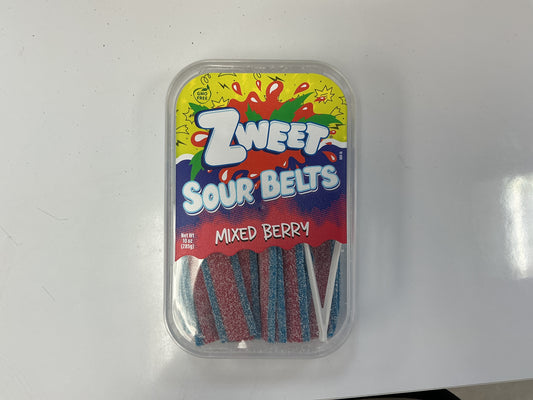 GMO
FREE
ZWEET
SOUR BELTS
MIXED BERRY
Net Wt
10 oz
(285g)